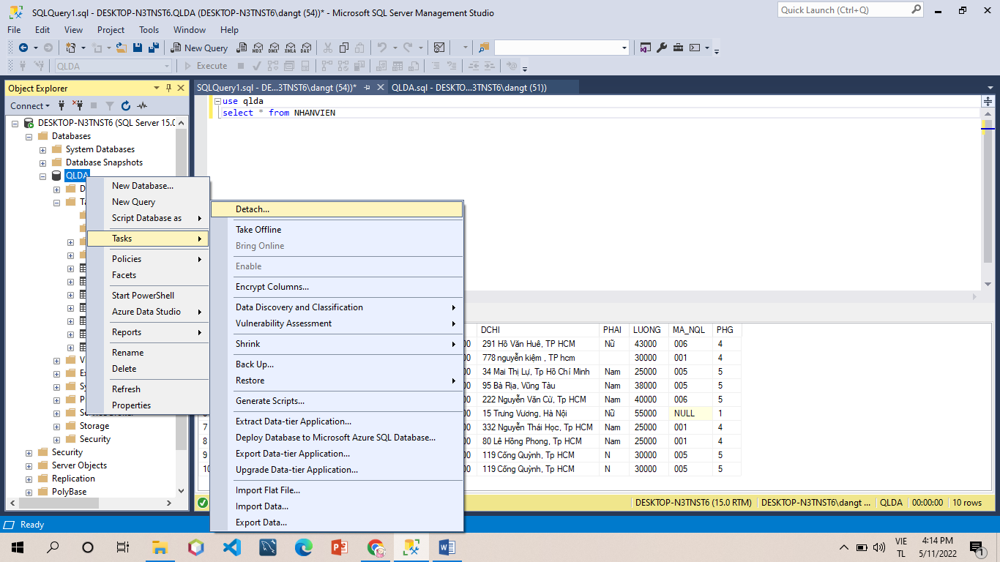 SQLQuery1.sql - DESKTOP-N3TNST6.QLDA (DESKTOP-N3TNST6\dangt (54))* - Microsoft SQL Server Management Studio
Quick Launch (Ctrl+Q)
File Edit View Project Tools Window Help
New Query MDX DMX XMLA DAX
QLDA Execute
Object Explorer
SQLQuery1.sql - DE...3TNST6\dangt (54))* QLDA.sql - DESKTO...3TNST6\dangt (51))
Connect
use qlda
select * from NHANVIEN
DESKTOP-N3TNST6 (SQL Server 15.0
Databases
System Databases
Database Snapshots
QLDA
Storage
Security
Security
Server Objects
Replication
PolyBase
New Database...
New Query
Script Database as
Tasks
Policies
Facets
Start PowerShell
Azure Data Studio
Reports
Rename
Delete
Refresh
Properties
Detach...
Take Offline
Bring Online
Enable
Encrypt Columns...
Data Discovery and Classification
Vulnerability Assessment
Shrink
Back Up...
Restore
Generate Scripts...
Extract Data-tier Application...
Deploy Database to Microsoft Azure SQL Database...
Export Data-tier Application...
Upgrade Data-tier Application...
Import Flat File...
Import Data...
Export Data...
DCHI PHAI LUONG MA_NQL PHG
291 Hồ Văn Huê, TP HCM Nữ 43000 006 4
778 nguyễn kiệm , TP hcm 30000 001 4
34 Mai Thị Lự, Tp Hồ Chí Minh Nam 25000 005 5
95 Bà Rịa, Vũng Tàu Nam 38000 005 5
222 Nguyễn Văn Cừ, Tp HCM Nam 40000 006 5
15 Trưng Vương, Hà Nội Nữ 55000 NULL 1
7 332 Nguyễn Thái Học, Tp HCM Nam 25000 001 4
8 80 Lê Hồng Phong, Tp HCM Nam 25000 001 4
9 119 Cống Quỳnh, Tp HCM N 30000 005 5
10 119 Cống Quỳnh, Tp HCM N 30000 005 5
DESKTOP-N3TNST6 (15.0 RTM) DESKTOP-N3TNST6\dangt ... QLDA 00:00:00 10 rows
Ready
VIE 4:14 PM
TL 5/11/2022
1